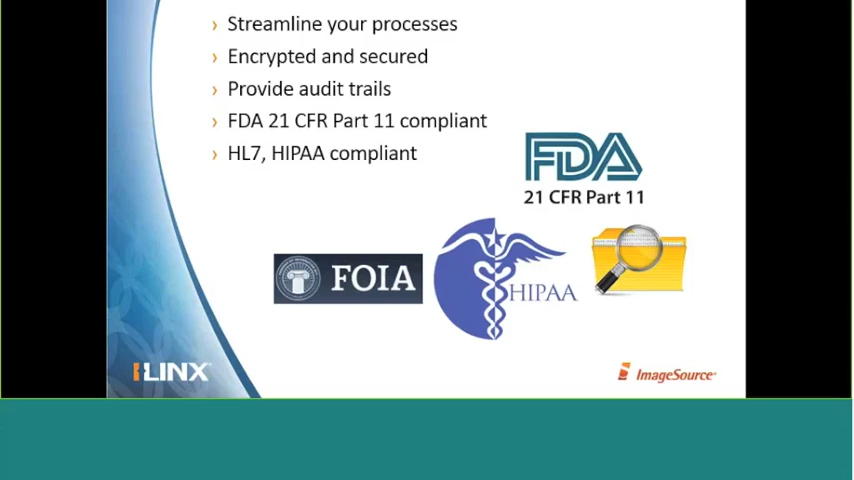 › Streamline your processes
› Encrypted and secured
› Provide audit trails
› FDA 21 CFR Part 11 compliant
› HL7, HIPAA compliant
FDA
21 CFR Part 11
FOIA
HIPAA
ILINX
ImageSource